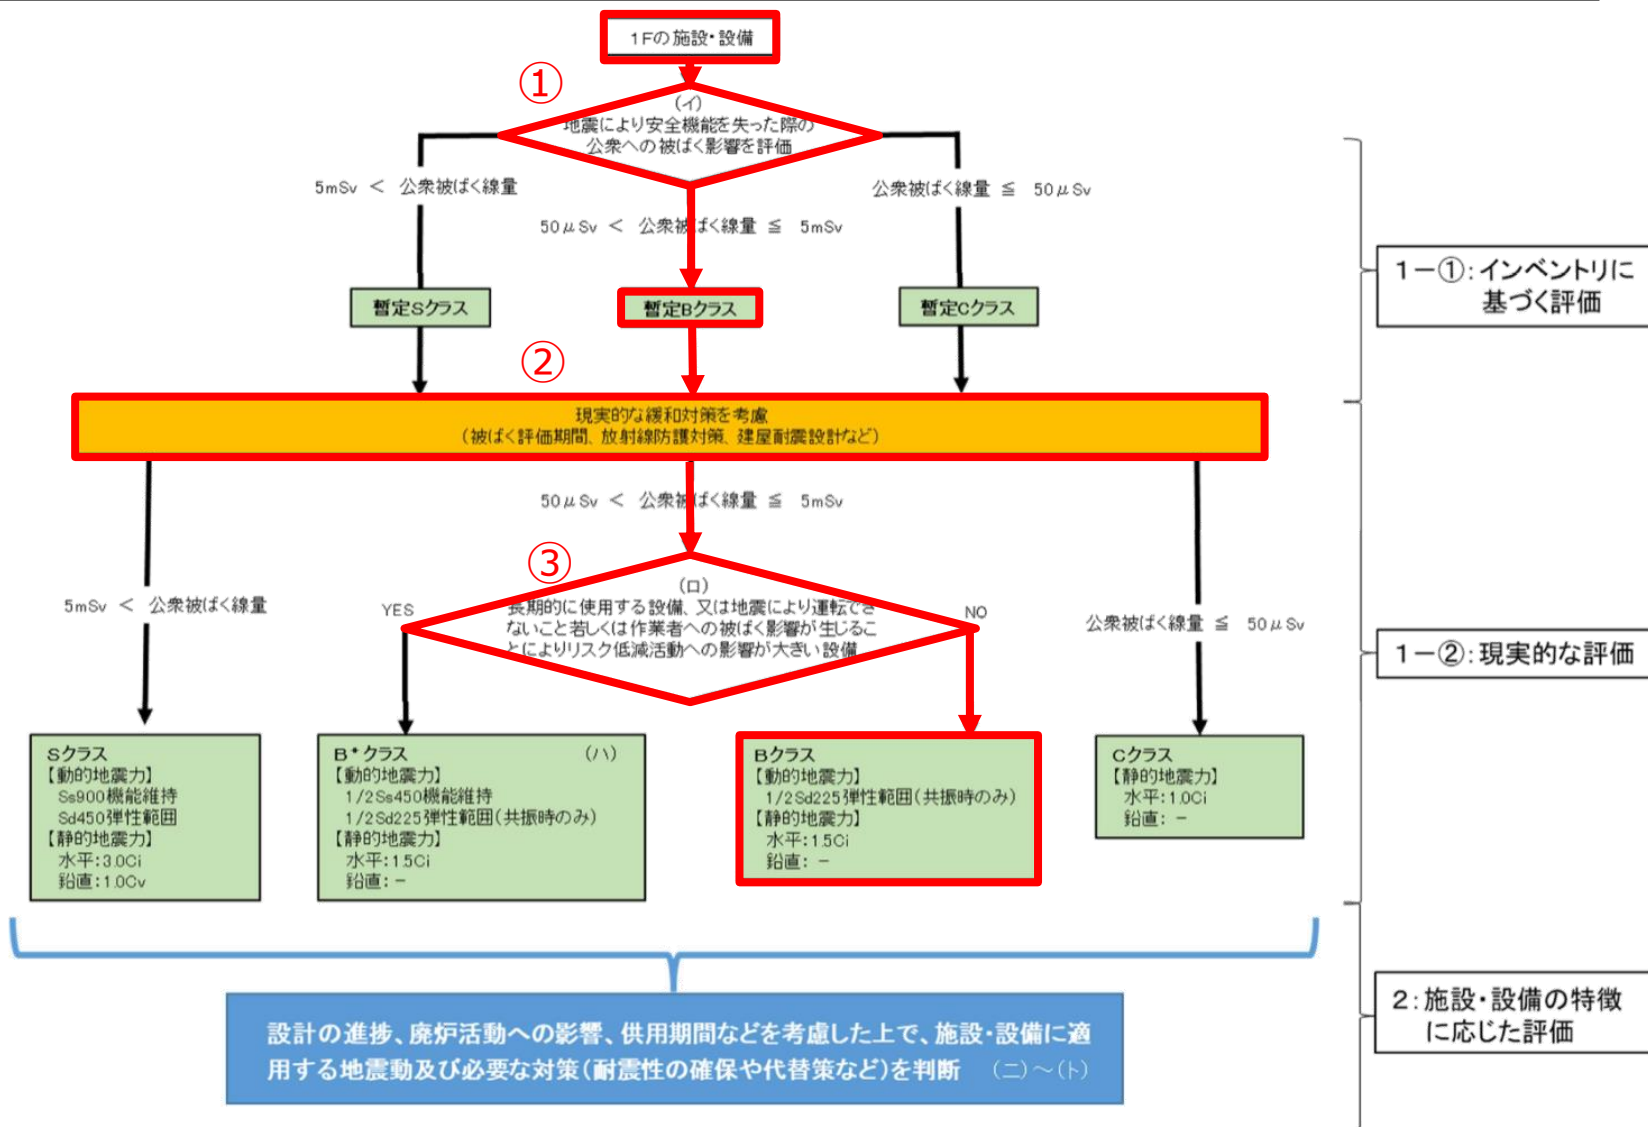 1Fの施設・設備
①
(イ)
地震により安全機能を失った際の
公衆への被ばく影響を評価
5mSv ＜ 公衆被ばく線量
50μSv ＜ 公衆被ばく線量 ≦ 5mSv
公衆被ばく線量 ≦ 50μSv
暫定Sクラス
暫定Bクラス
暫定Cクラス
1－①：インベントリに
基づく評価
②
現実的な緩和対策を考慮
(被ばく評価期間、放射線防護対策、建屋耐震設計など)
50μSv ＜ 公衆被ばく線量 ≦ 5mSv
③
(ロ)
長期的に使用する設備、又は地震により運転でき
ないこと若しくは作業者への被ばく影響が生じるこ
とによりリスク低減活動への影響が大きい設備
YES
NO
5mSv ＜ 公衆被ばく線量
公衆被ばく線量 ≦ 50μSv
1－②：現実的な評価
Sクラス
【動的地震力】
Ss900機能維持
Sd450弾性範囲
【静的地震力】
水平：3.0Ci
鉛直：1.0Cv
B＋クラス (ハ)
【動的地震力】
1/2Ss450機能維持
1/2Sd225弾性範囲(共振時のみ)
【静的地震力】
水平：1.5Ci
鉛直：－
Bクラス
【動的地震力】
1/2Sd225弾性範囲(共振時のみ)
【静的地震力】
水平：1.5Ci
鉛直：－
Cクラス
【静的地震力】
水平：1.0Ci
鉛直：－
設計の進捗、廃炉活動への影響、供用期間などを考慮した上で、施設・設備に適
用する地震動及び必要な対策(耐震性の確保や代替策など)を判断 (ニ)～(ト)
2：施設・設備の特徴
に応じた評価